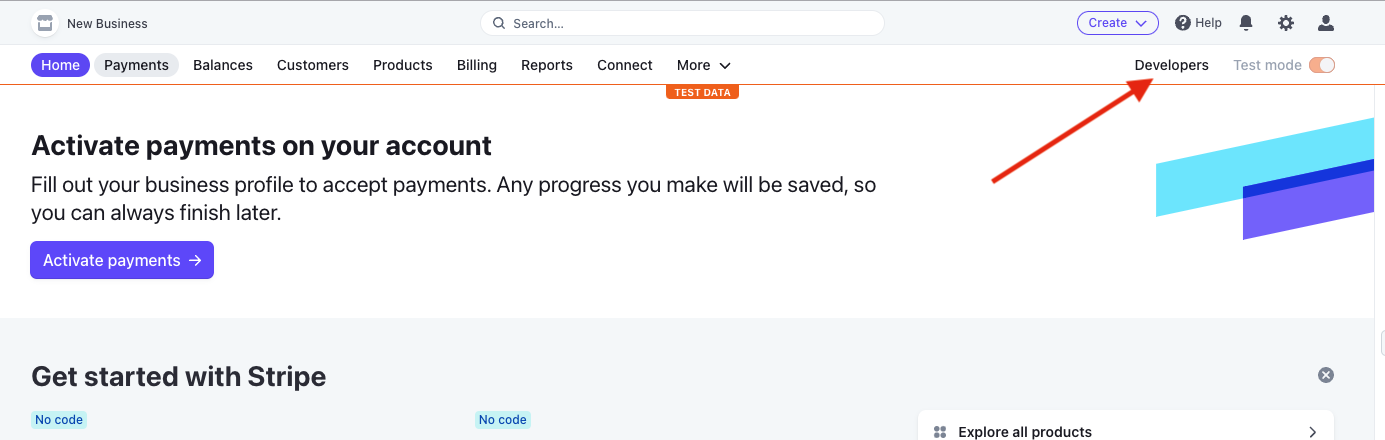 New Business
Search...
Create
Help
Home
Payments
Balances
Customers
Products
Billing
Reports
Connect
More
Developers
Test mode
TEST DATA
Activate payments on your account
Fill out your business profile to accept payments. Any progress you make will be saved, so
you can always finish later.
Activate payments →
Get started with Stripe
No code
No code
Explore all products